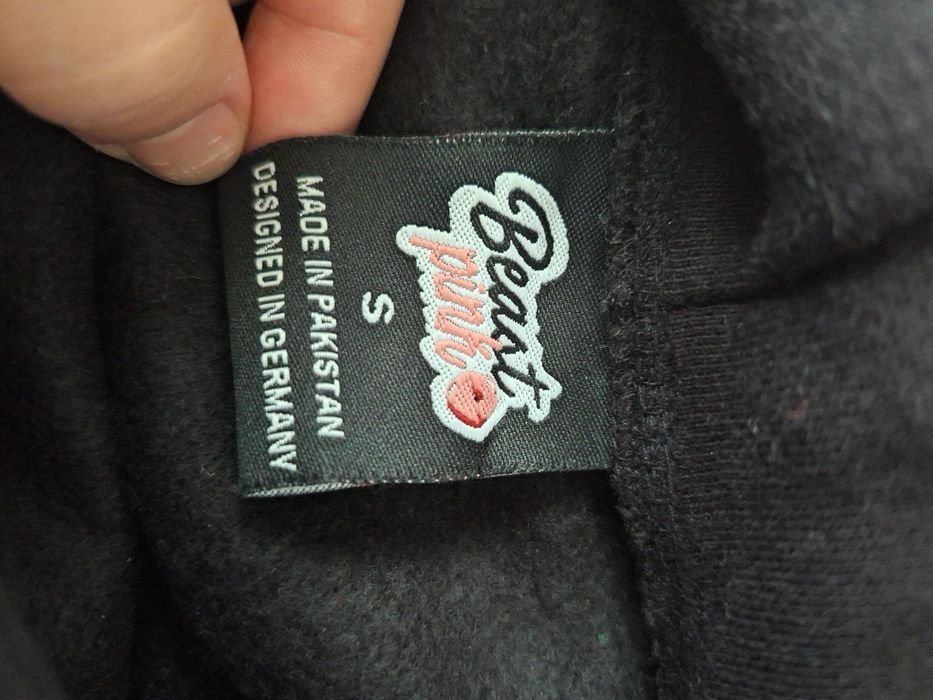 Beast
pink
S
MADE IN PAKISTAN
DESIGNED IN GERMANY